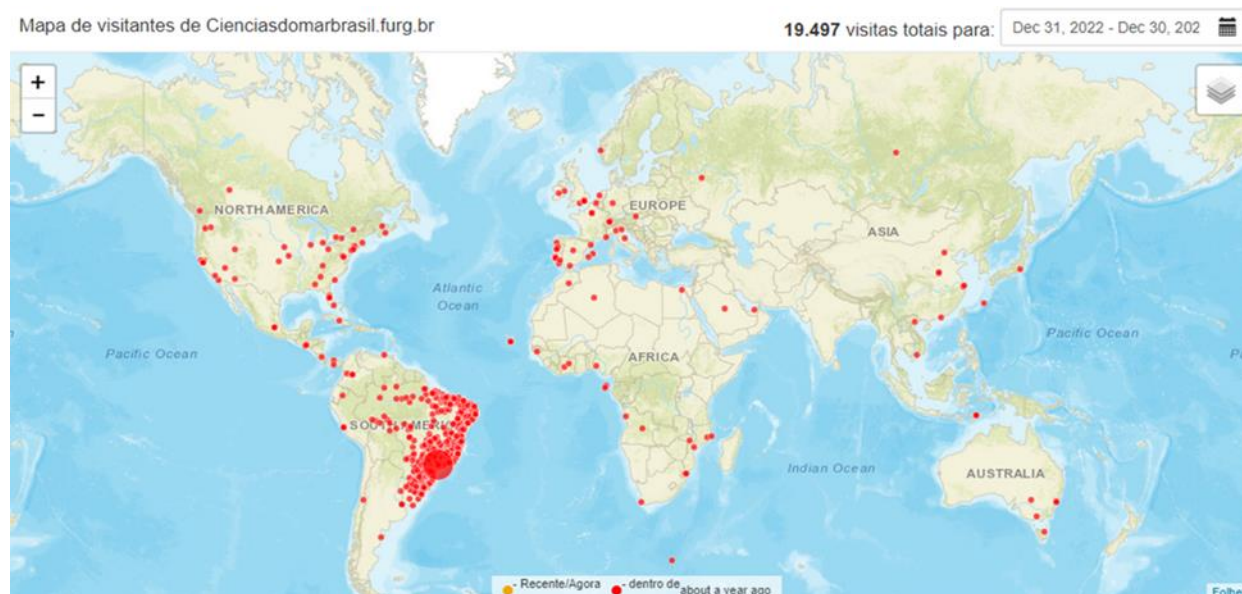 Mapa de visitantes de Cienciasdomarbrasil.furg.br
19.497 visitas totais para: Dec 31, 2022 - Dec 30, 202
+
−
NORTH AMERICA
EUROPE
ASIA
Atlantic
Ocean
Pacific Ocean
Pacific Ocean
AFRICA
SOUTH AMERICA
Indian Ocean
AUSTRALIA
- Recente/Agora
- dentro de about a year ago